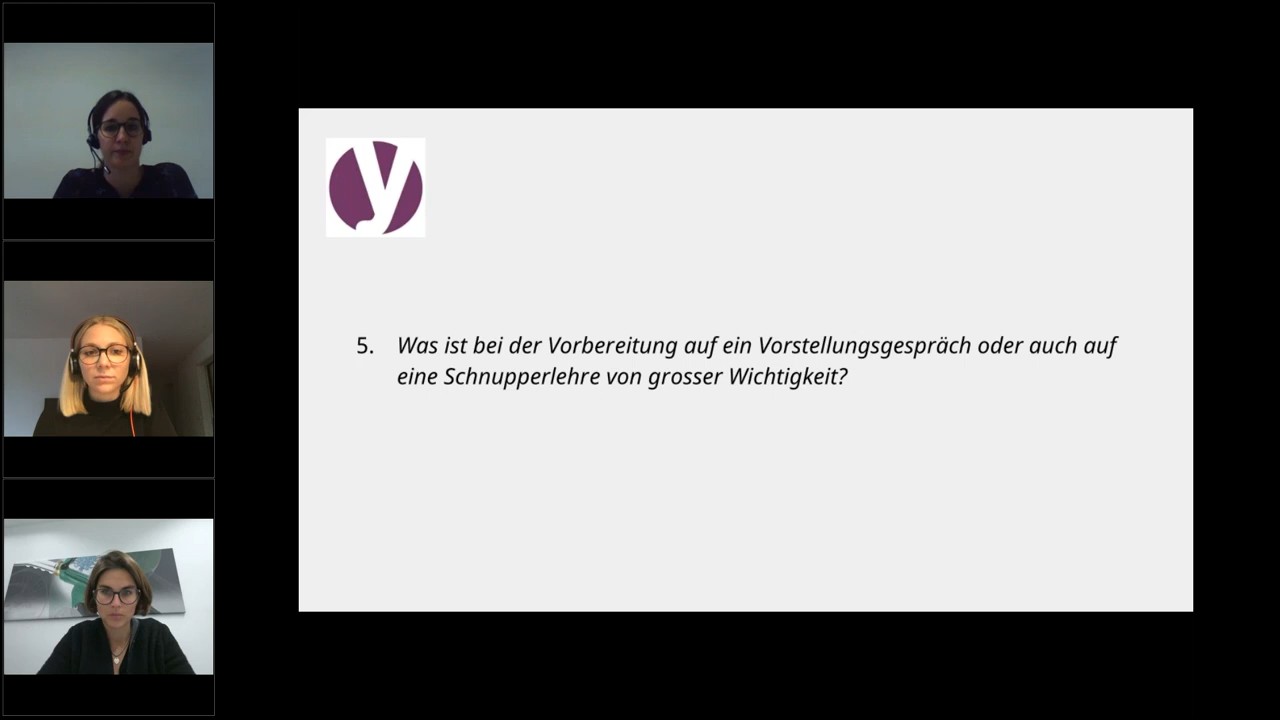 y
5. Was ist bei der Vorbereitung auf ein Vorstellungsgespräch oder auch auf
eine Schnupperlehre von grosser Wichtigkeit?